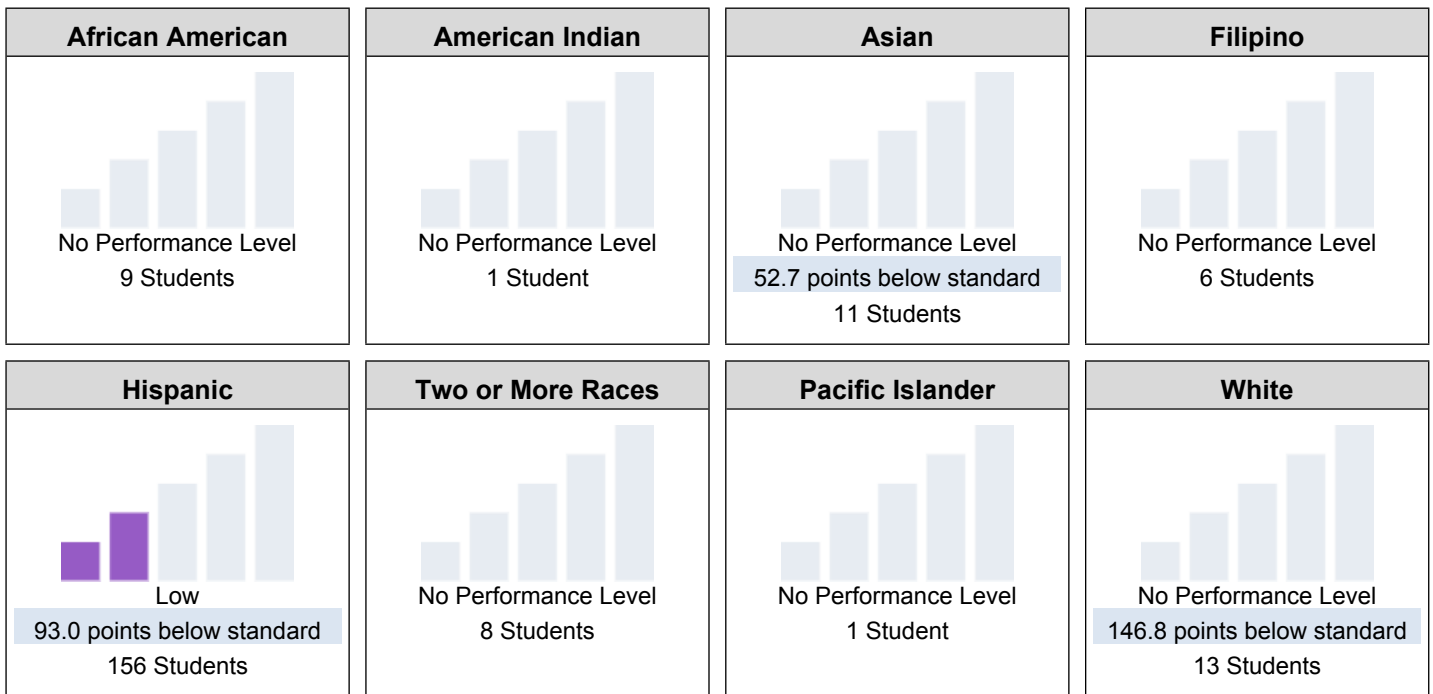 African American
No Performance Level
9 Students
American Indian
No Performance Level
1 Student
Asian
No Performance Level
52.7 points below standard
11 Students
Filipino
No Performance Level
6 Students
Hispanic
Low
93.0 points below standard
156 Students
Two or More Races
No Performance Level
8 Students
Pacific Islander
No Performance Level
1 Student
White
No Performance Level
146.8 points below standard
13 Students